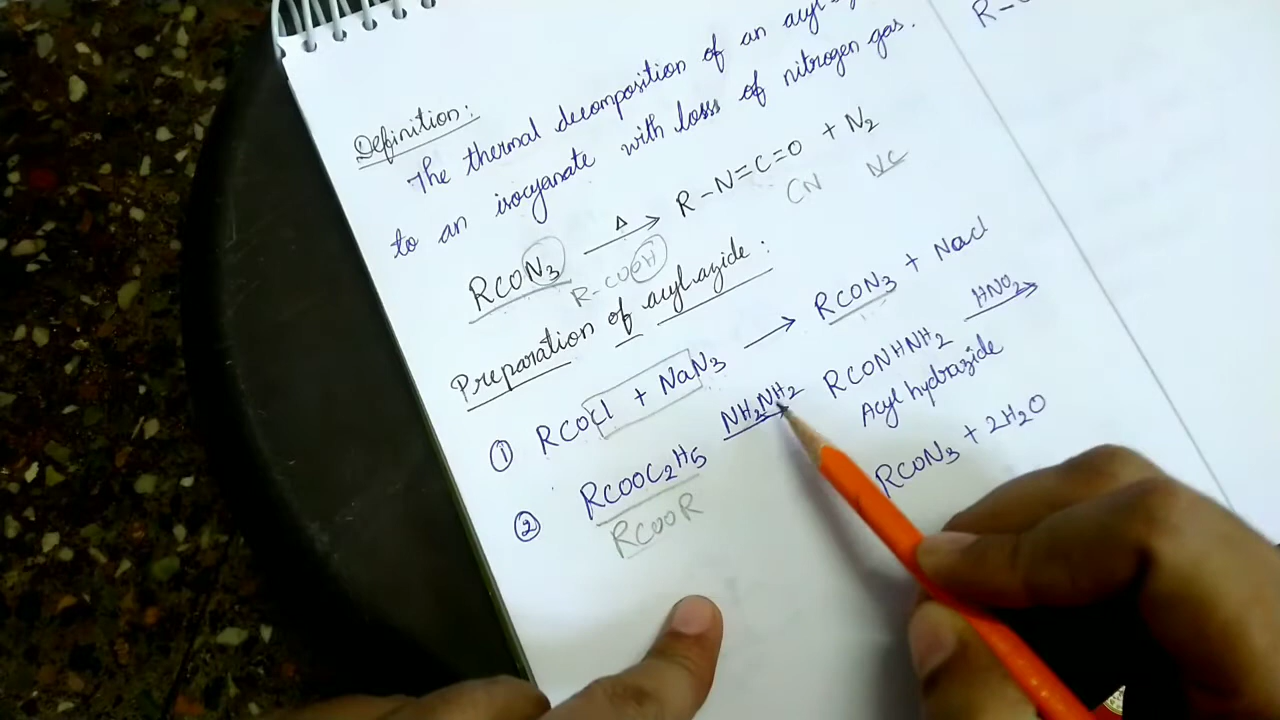 Definition:
The thermal decomposition of an acyl
to an isocyanate with loss of nitrogen gas.
RCON3 Δ → R-N=C=O + N2
R-COOH CN NC
Preparation of acylazide:
① RCOCl + NaN3 → RCON3 + Nacl
② RCOOC2H5 NH2NH2 → RCONHNH2 HNO2 →
Acyl hydrazide
RCOOR RCON3 + 2H2O